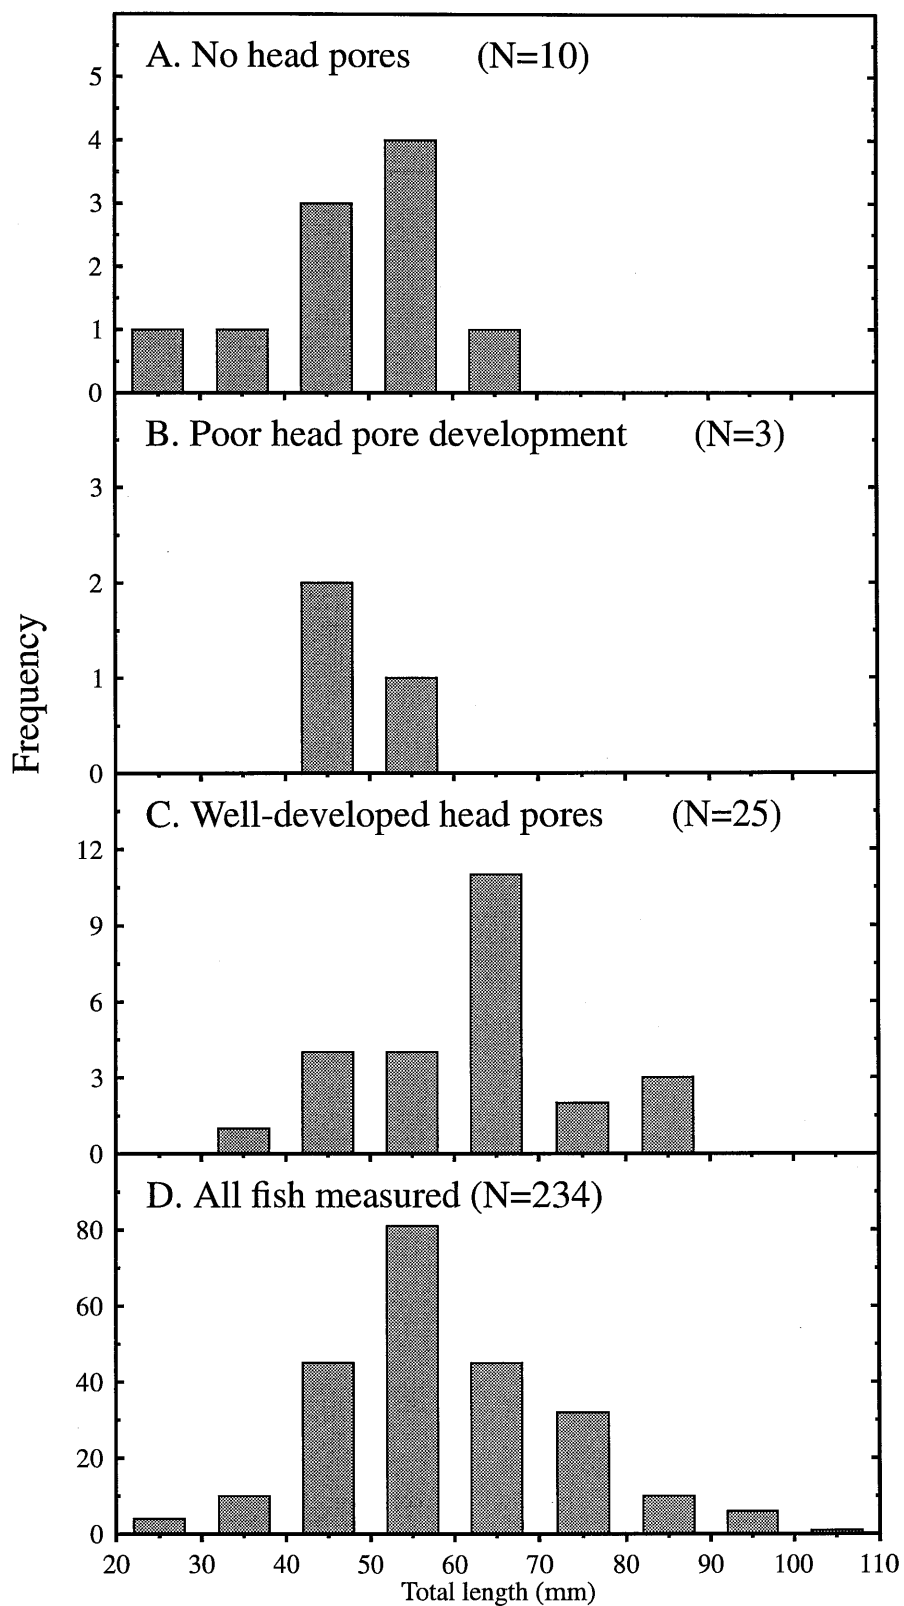 A. No head pores (N=10)
5
4
3
2
1
0
B. Poor head pore development (N=3)
3
2
1
0
Frequency
C. Well-developed head pores (N=25)
12
9
6
3
0
D. All fish measured (N=234)
80
60
40
20
0
20 30 40 50 60 70 80 90 100 110
Total length (mm)